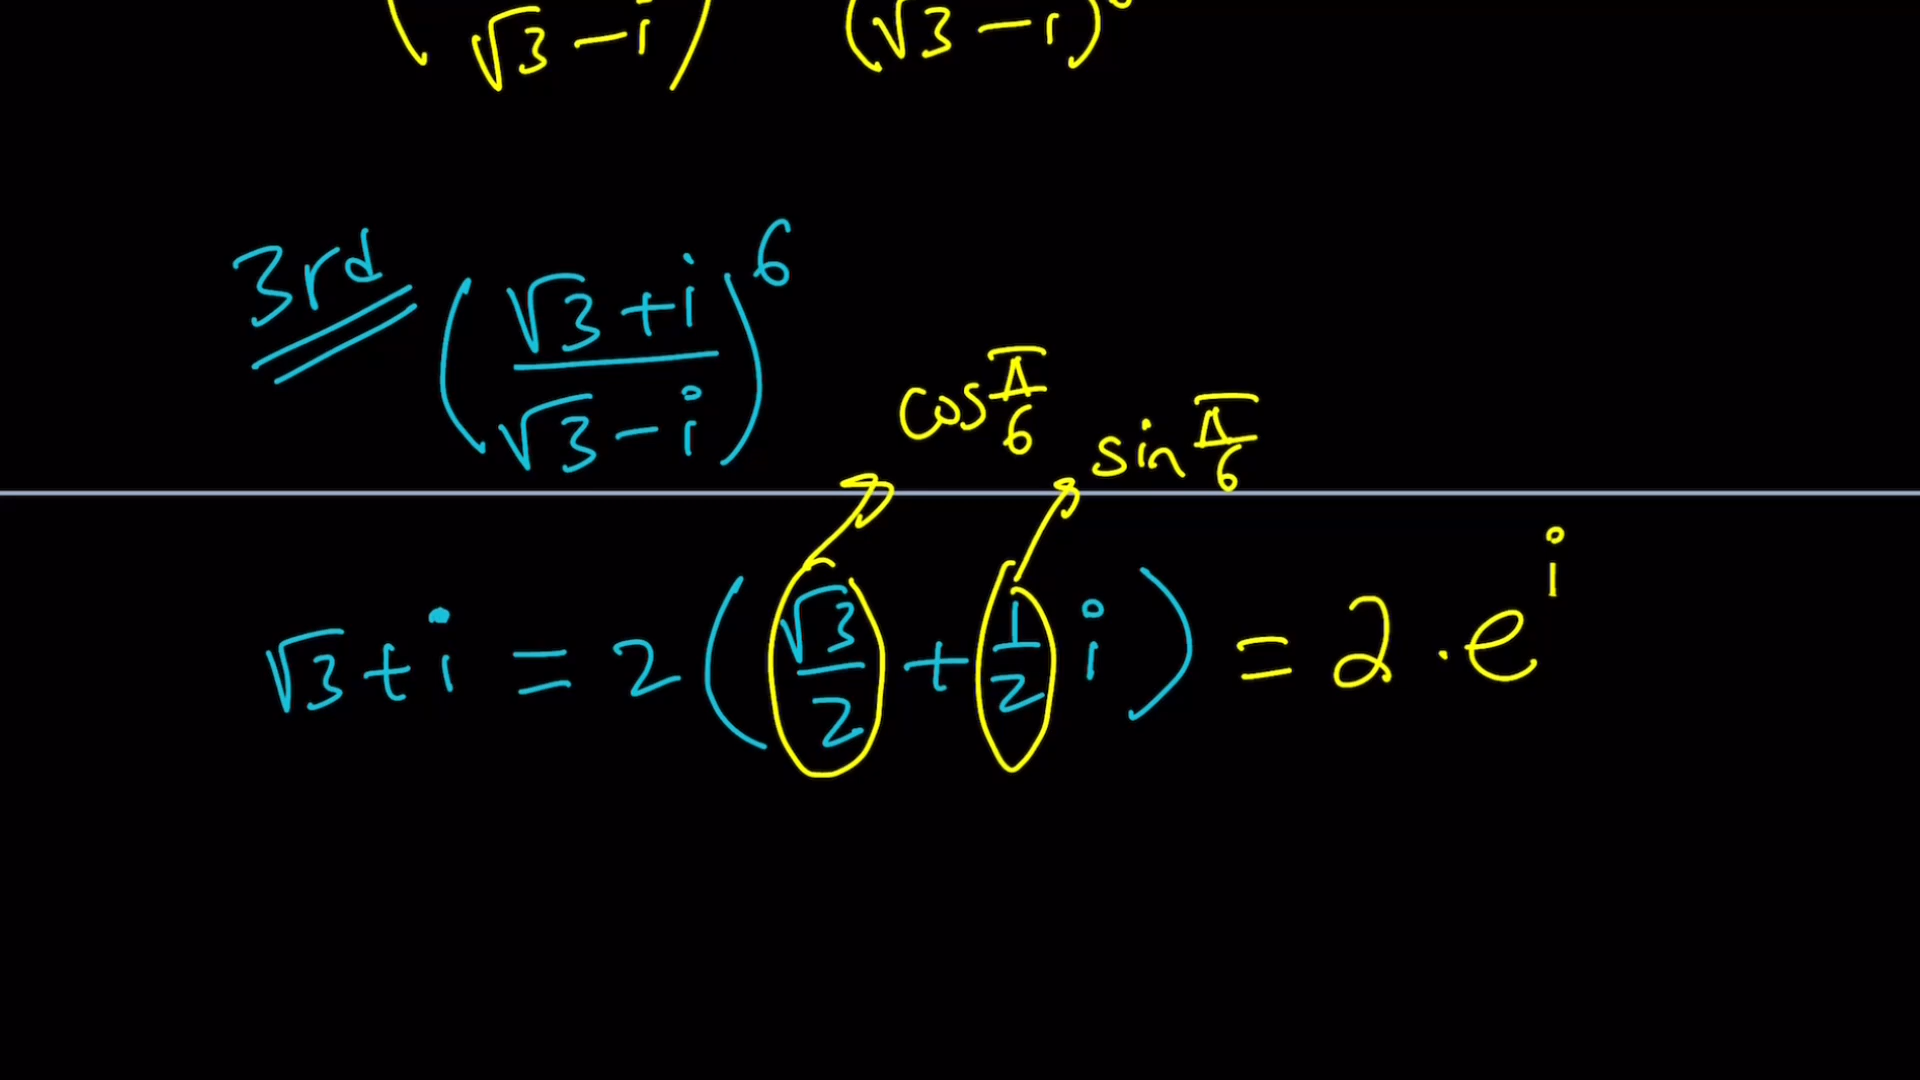 ( √3 - i )   (√3 - i)
3rd ( (√3 + i) / (√3 - i) )^6
cos π/6   sin π/6
√3 + i = 2 ( √3/2 + 1/2 i ) = 2 · e^i